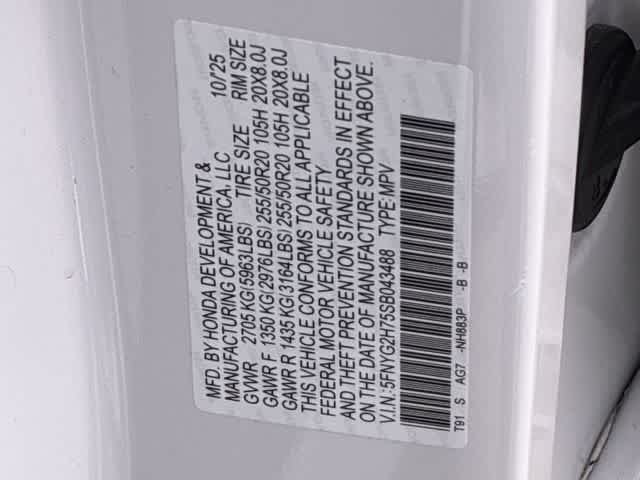 MFD. BY HONDA DEVELOPMENT & 10/25
MANUFACTURING OF AMERICA, LLC
GVWR 2705 KG(5963LBS) TIRE SIZE RIM SIZE
GAWR F 1350 KG(2976LBS) 255/50R20 105H 20X8.0J
GAWR R 1435 KG(3164LBS) 255/50R20 105H 20X8.0J
THIS VEHICLE CONFORMS TO ALL APPLICABLE
FEDERAL MOTOR VEHICLE SAFETY
AND THEFT PREVENTION STANDARDS IN EFFECT
ON THE DATE OF MANUFACTURE SHOWN ABOVE.
V.I.N.:5FNYG2H75SB043488 TYPE:MPV
T91 S AG7 -NH883P -B -B